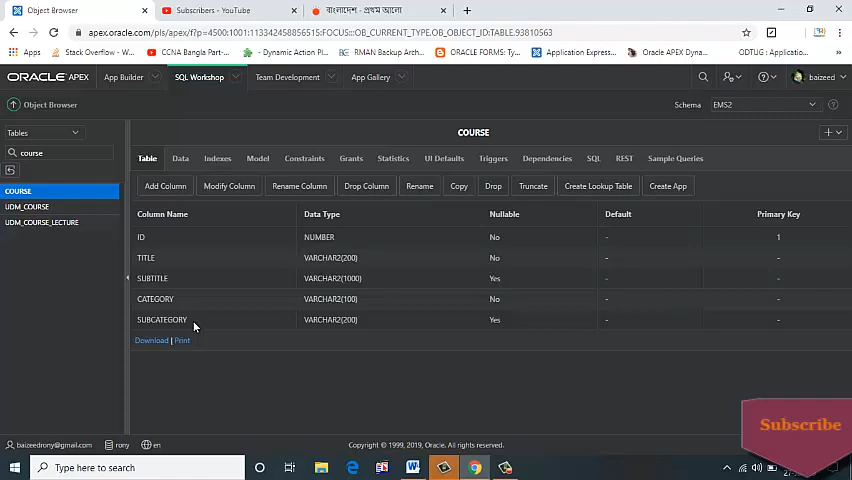 Object Browser
Subscribers - YouTube
বাংলাদেশ - প্রথম আলো
apex.oracle.com/pls/apex/f?p=4500:1001:113342458856515:FOCUS::OB_CURRENT_TYPE.OB_OBJECT_ID:TABLE.93810563
Apps
Stack Overflow - W...
CCNA Bangla Part-...
- Dynamic Action Pl...
RMAN Backup Arch...
ORACLE FORMS: Ty...
Application Expres...
Oracle APEX Dyna...
ODTUG : Applicatio...
ORACLE APEX
App Builder
SQL Workshop
Team Development
App Gallery
baizeed
Object Browser
Schema
EMS2
Tables
COURSE
course
Table
Data
Indexes
Model
Constraints
Grants
Statistics
UI Defaults
Triggers
Dependencies
SQL
REST
Sample Queries
COURSE
UDM_COURSE
UDM_COURSE_LECTURE
Add Column
Modify Column
Rename Column
Drop Column
Rename
Copy
Drop
Truncate
Create Lookup Table
Create App
Column Name Data Type Nullable Default Primary Key
ID NUMBER No - 1
TITLE VARCHAR2(200) No - -
SUBTITLE VARCHAR2(1000) Yes - -
CATEGORY VARCHAR2(100) No - -
SUBCATEGORY VARCHAR2(200) Yes - -
Download | Print
Subscribe
baizeedrony@gmail.com
rony
en
Copyright © 1999, 2019, Oracle. All rights reserved.
Type here to search